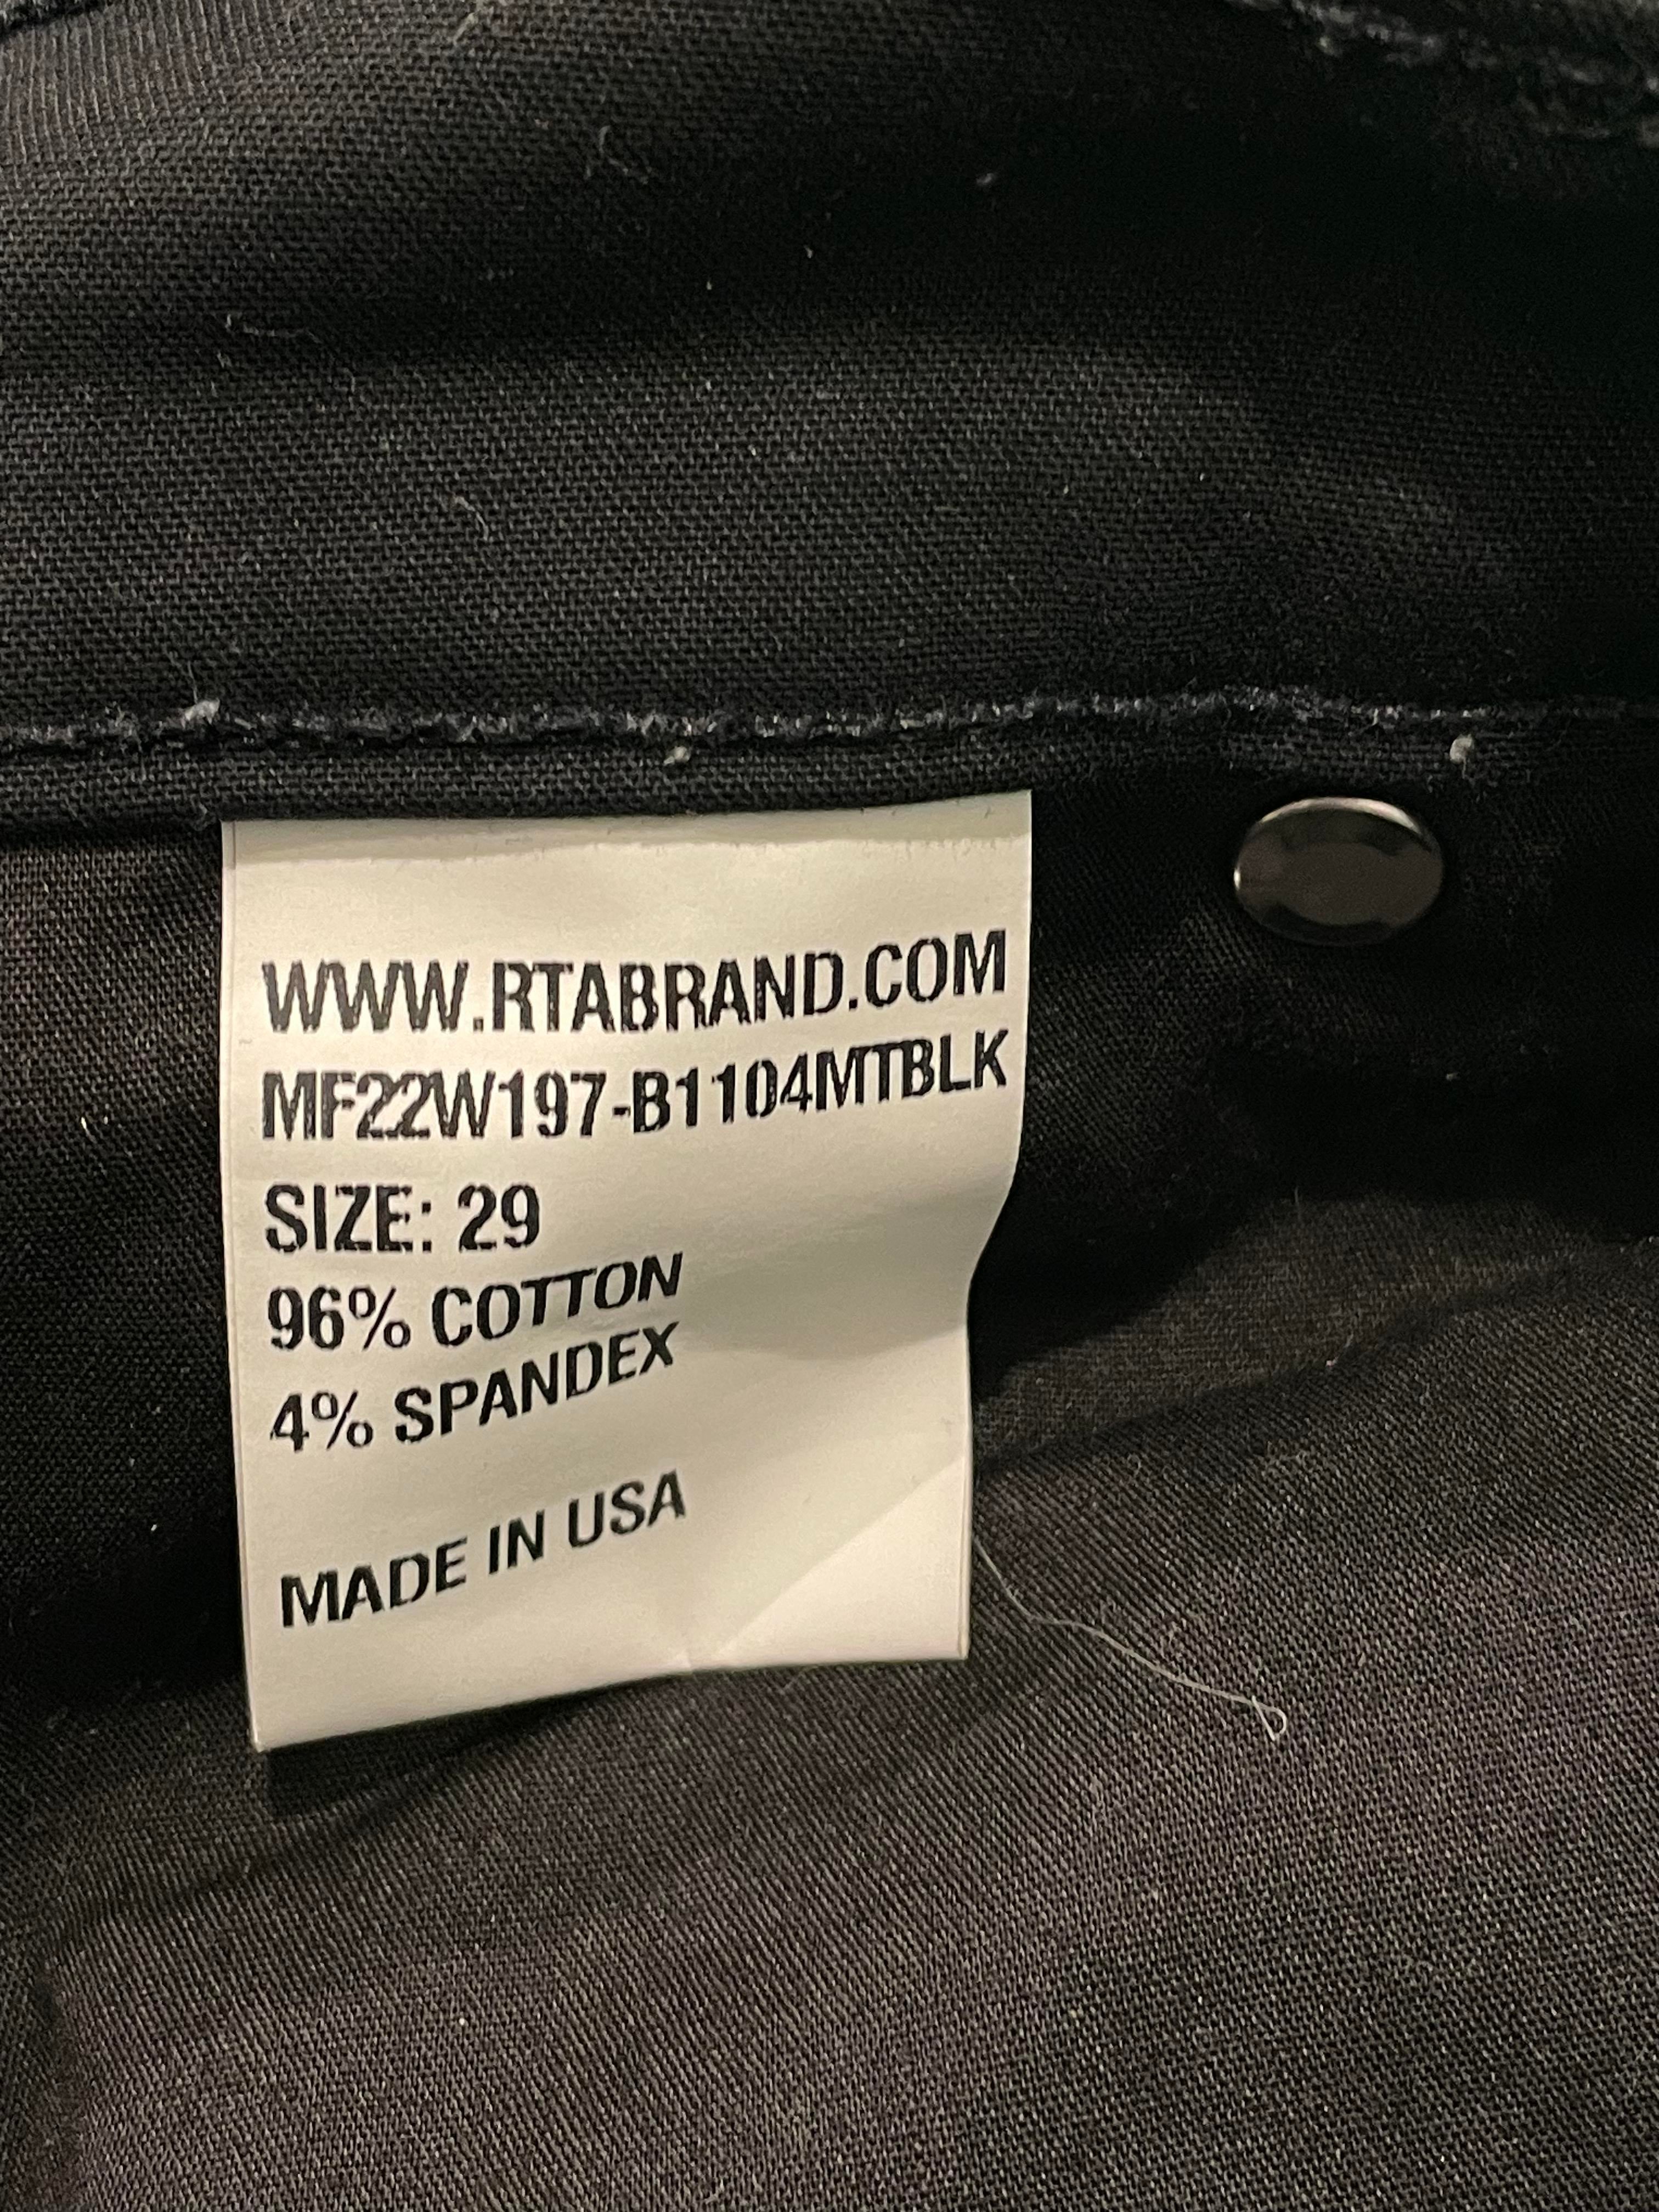 WWW.RTABRAND.COM
MF22W197-B1104MTBLK
SIZE: 29
96% COTTON
4% SPANDEX
MADE IN USA